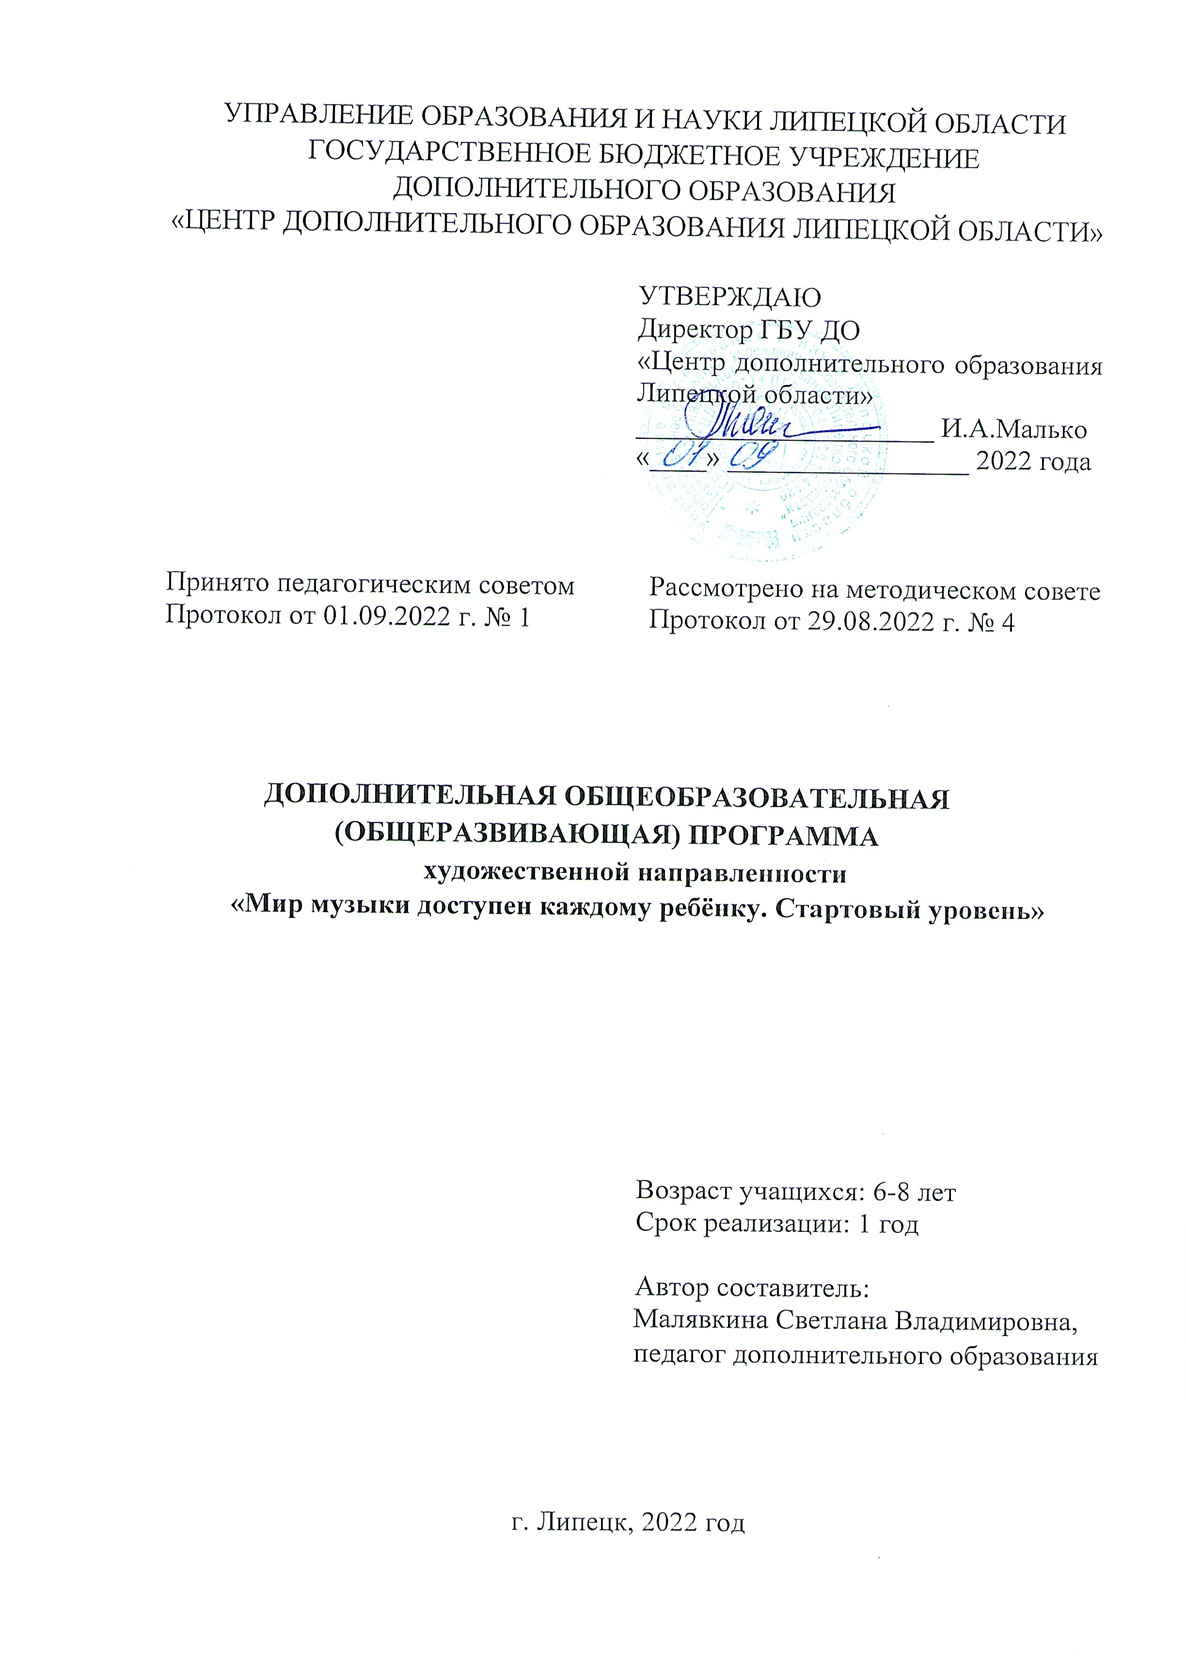 УПРАВЛЕНИЕ ОБРАЗОВАНИЯ И НАУКИ ЛИПЕЦКОЙ ОБЛАСТИ
ГОСУДАРСТВЕННОЕ БЮДЖЕТНОЕ УЧРЕЖДЕНИЕ
ДОПОЛНИТЕЛЬНОГО ОБРАЗОВАНИЯ
«ЦЕНТР ДОПОЛНИТЕЛЬНОГО ОБРАЗОВАНИЯ ЛИПЕЦКОЙ ОБЛАСТИ»
УТВЕРЖДАЮ
Директор ГБУ ДО
«Центр дополнительного образования
Липецкой области»
И.А.Малько
«01» 09 2022 года
Принято педагогическим советом
Протокол от 01.09.2022 г. № 1
Рассмотрено на методическом совете
Протокол от 29.08.2022 г. № 4
ДОПОЛНИТЕЛЬНАЯ ОБЩЕОБРАЗОВАТЕЛЬНАЯ
(ОБЩЕРАЗВИВАЮЩАЯ) ПРОГРАММА
художественной направленности
«Мир музыки доступен каждому ребёнку. Стартовый уровень»
Возраст учащихся: 6-8 лет
Срок реализации: 1 год
Автор составитель:
Малявкина Светлана Владимировна,
педагог дополнительного образования
г. Липецк, 2022 год